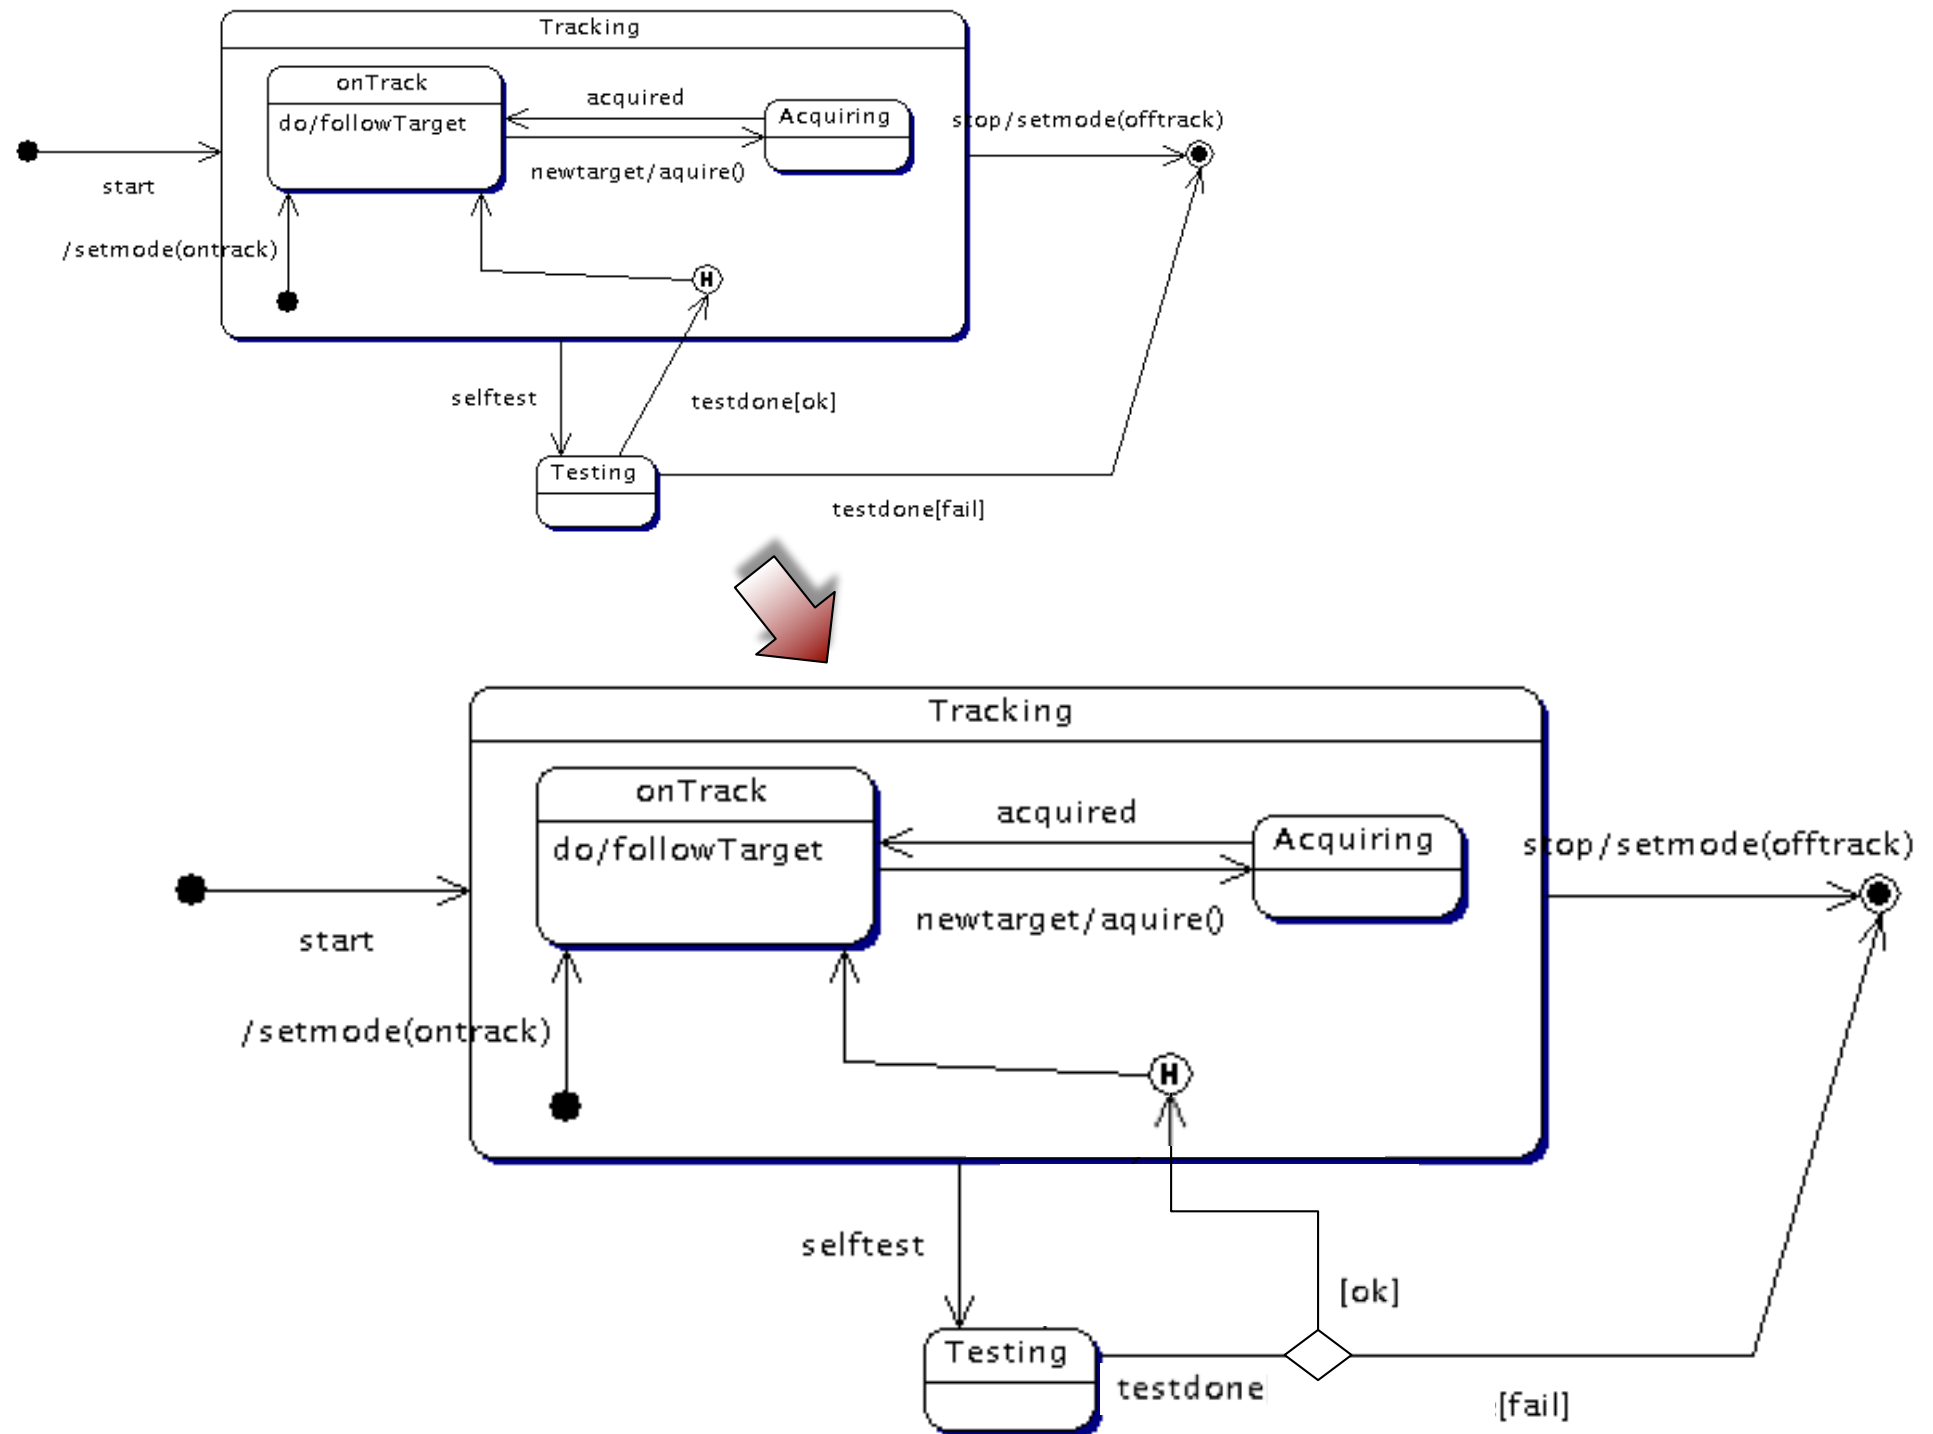 Tracking
onTrack
do/followTarget
acquired
Acquiring
stop/setmode(offtrack)
start
newtarget/aquire()
/setmode(ontrack)
H
selftest
testdone[ok]
Testing
testdone[fail]
Tracking
onTrack
do/followTarget
acquired
Acquiring
stop/setmode(offtrack)
start
newtarget/aquire()
/setmode(ontrack)
H
selftest
[ok]
Testing
testdone
[fail]